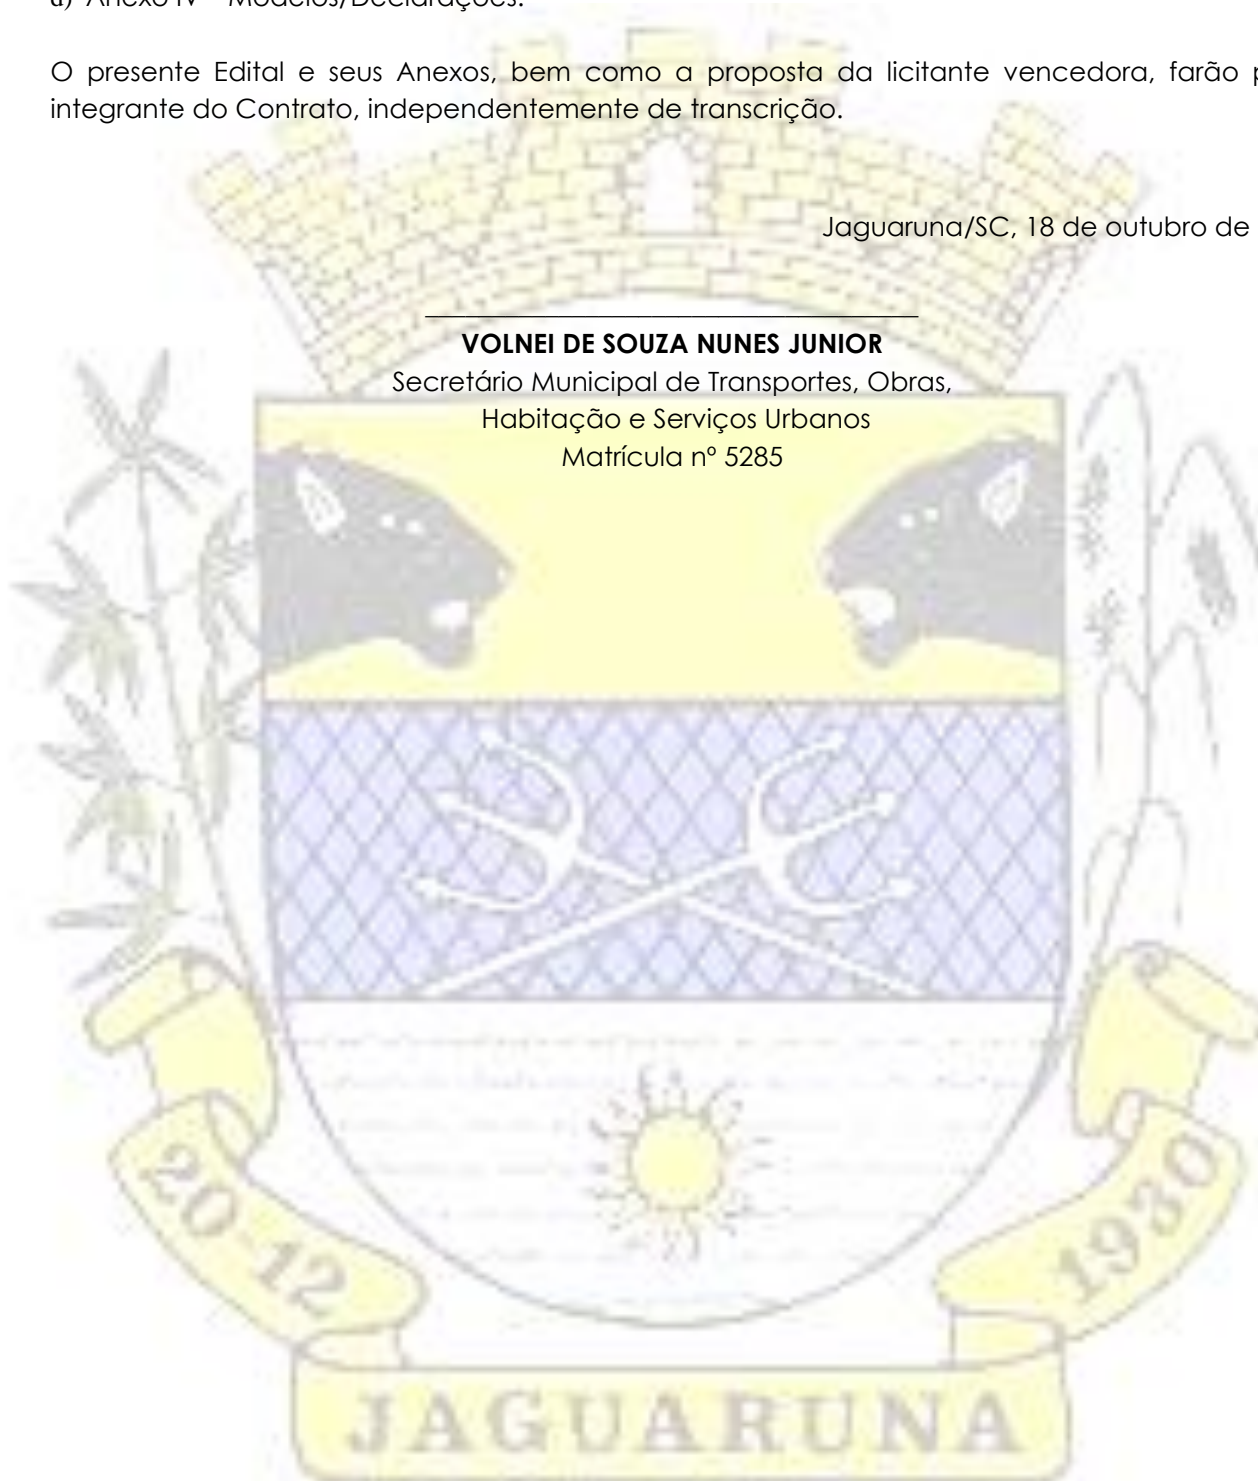 d) Anexo IV – Modelos/Declarações.
O presente Edital e seus Anexos, bem como a proposta da licitante vencedora, farão
integrante do Contrato, independentemente de transcrição.
Jaguaruna/SC, 18 de outubro de
VOLNEI DE SOUZA NUNES JUNIOR
Secretário Municipal de Transportes, Obras,
Habitação e Serviços Urbanos
Matrícula nº 5285
20-12
1930
JAGUARUNA